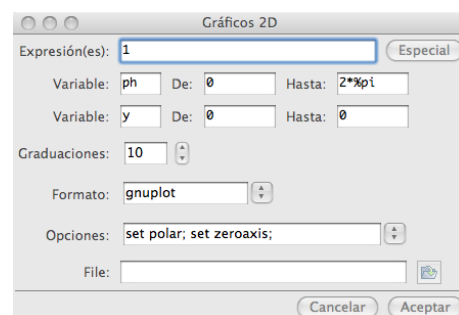 Gráficos 2D
Expresión(es): 1 Especial
Variable: ph De: 0 Hasta: 2*%pi
Variable: y De: 0 Hasta: 0
Graduaciones: 10
Formato: gnuplot
Opciones: set polar; set zeroaxis;
File:
Cancelar Aceptar